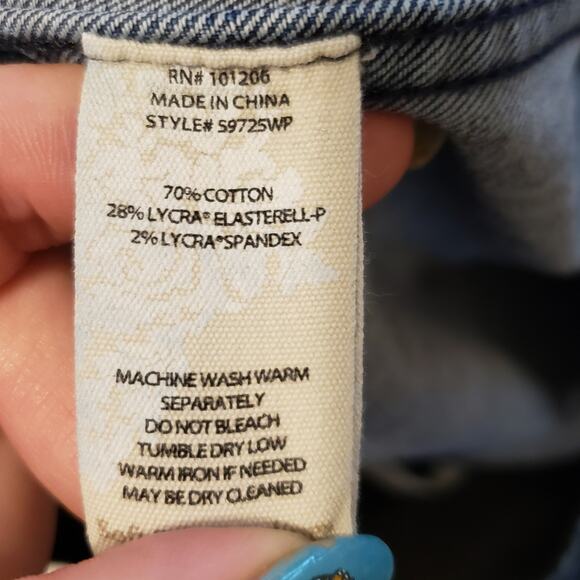 RN# 101206
MADE IN CHINA
STYLE# 59725WP
70% COTTON
28% LYCRA® ELASTERELL-P
2% LYCRA® SPANDEX
MACHINE WASH WARM
SEPARATELY
DO NOT BLEACH
TUMBLE DRY LOW
WARM IRON IF NEEDED
MAY BE DRY CLEANED